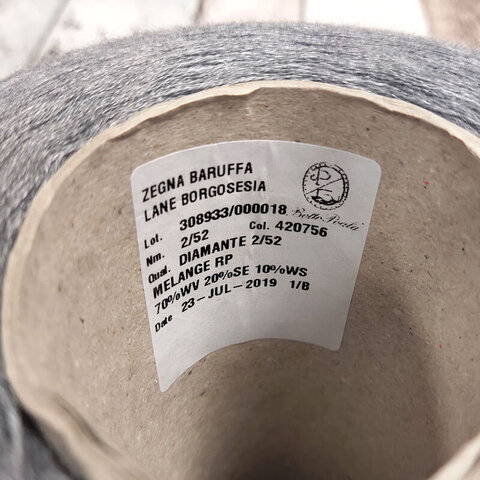 ZEGNA BARUFFA
LANE BORGOSESIA
Lot. 308933/000018
Nm. 2/52 Col. 420756
Qual. DIAMANTE 2/52
MELANGE RP
70%WV 20%SE 10%WS
Date 23-JUL-2019 1/B